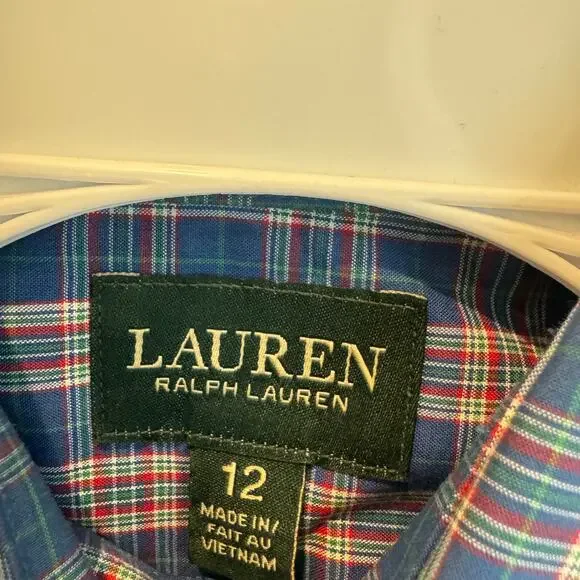 LAUREN
RALPH LAUREN
12
MADE IN/
FAIT AU
VIETNAM